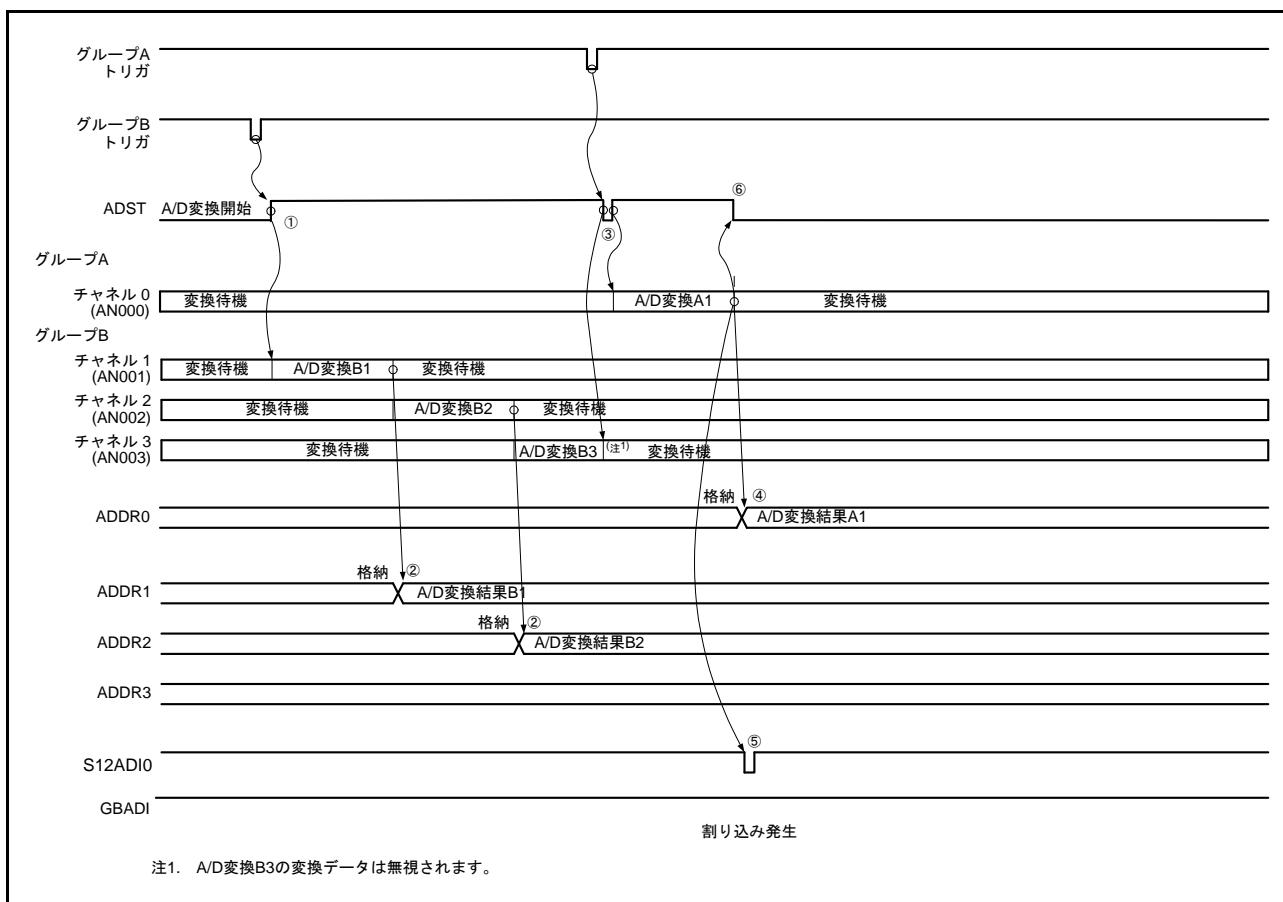 グループA
トリガ
グループB
トリガ
ADST A/D変換開始 ① ③ ⑥
グループA
チャネル 0
(AN000)
変換待機 A/D変換A1 変換待機
グループB
チャネル 1
(AN001)
変換待機 A/D変換B1 変換待機
チャネル 2
(AN002)
変換待機 A/D変換B2 変換待機
チャネル 3
(AN003)
変換待機 A/D変換B3 (注1) 変換待機
格納 ④
ADDR0 A/D変換結果A1
格納 ②
ADDR1 A/D変換結果B1
格納 ②
ADDR2 A/D変換結果B2
ADDR3
⑤
S12ADI0
GBADI
割り込み発生
注1. A/D変換B3の変換データは無視されます。